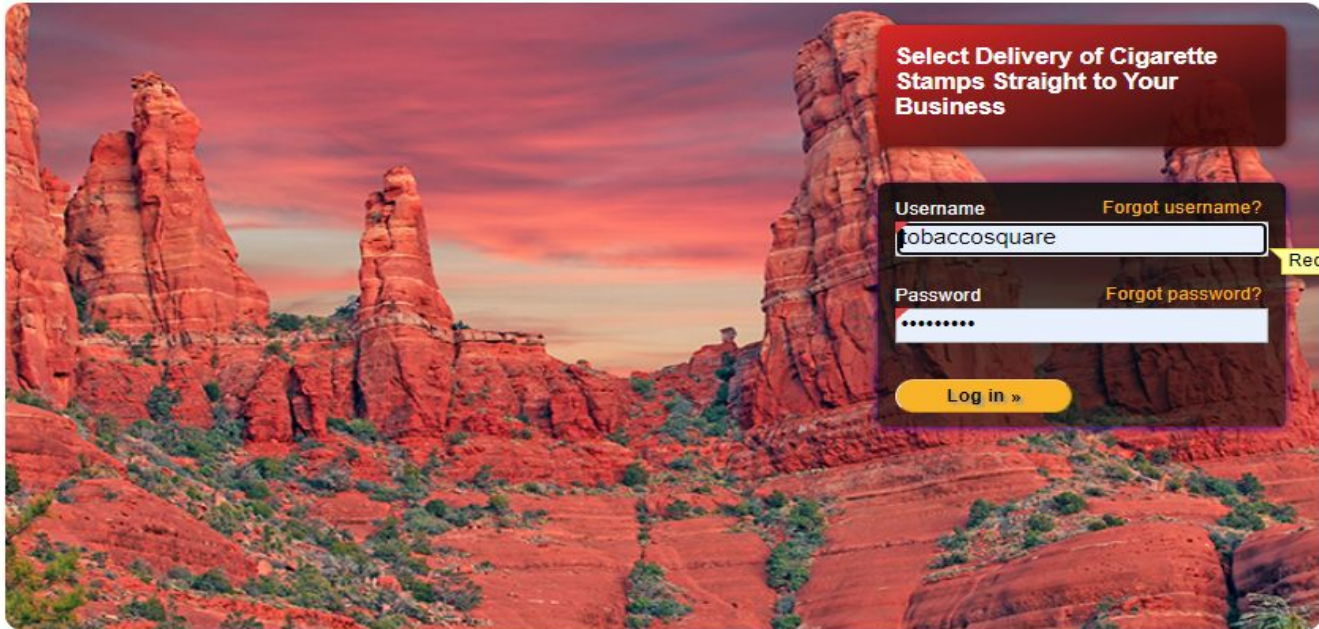 Select Delivery of Cigarette
Stamps Straight to Your
Business
Username Forgot username?
tobaccosquare
Password Forgot password?
•••••••••
Log in »